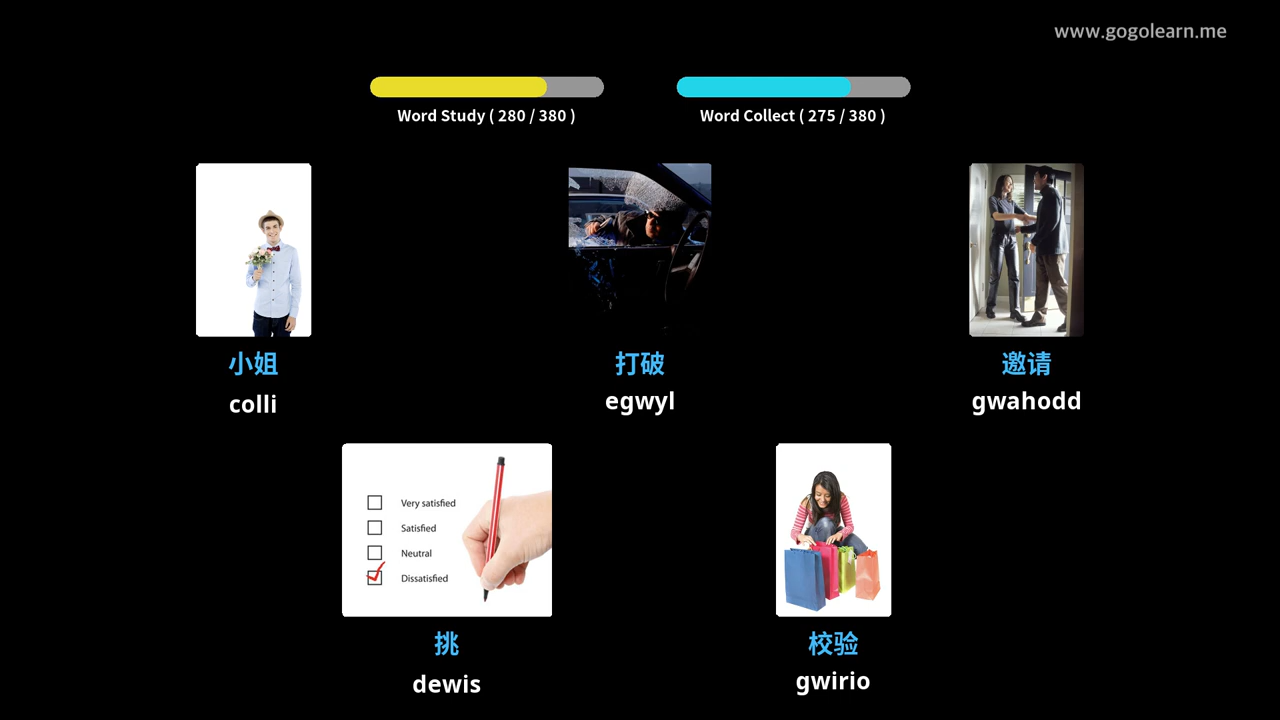 www.gogolearn.me
Word Study ( 280 / 380 )
Word Collect ( 275 / 380 )
小姐
colli
打破
egwyl
邀请
gwahodd
Very satisfied
Satisfied
Neutral
Dissatisfied
挑
dewis
校验
gwirio